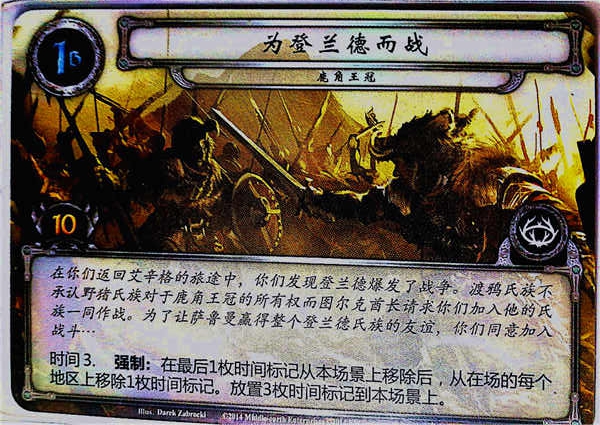 1B
为登兰德而战
鹿角王冠
10
在你们返回艾辛格的旅途中，你们发现登兰德爆发了战争。渡鸦氏族不
承认野猪氏族对于鹿角王冠的所有权而图尔克酋长请求你们加入他的氏
族一同作战。为了让萨鲁曼赢得整个登兰德氏族的友谊，你们同意加入
战斗…
时间 3. 强制：在最后1枚时间标记从本场景上移除后，从在场的每个
地区上移除1枚时间标记。放置3枚时间标记到本场景上。
Illus. Darek Zabrocki ©2014 Middle-earth Enterprises